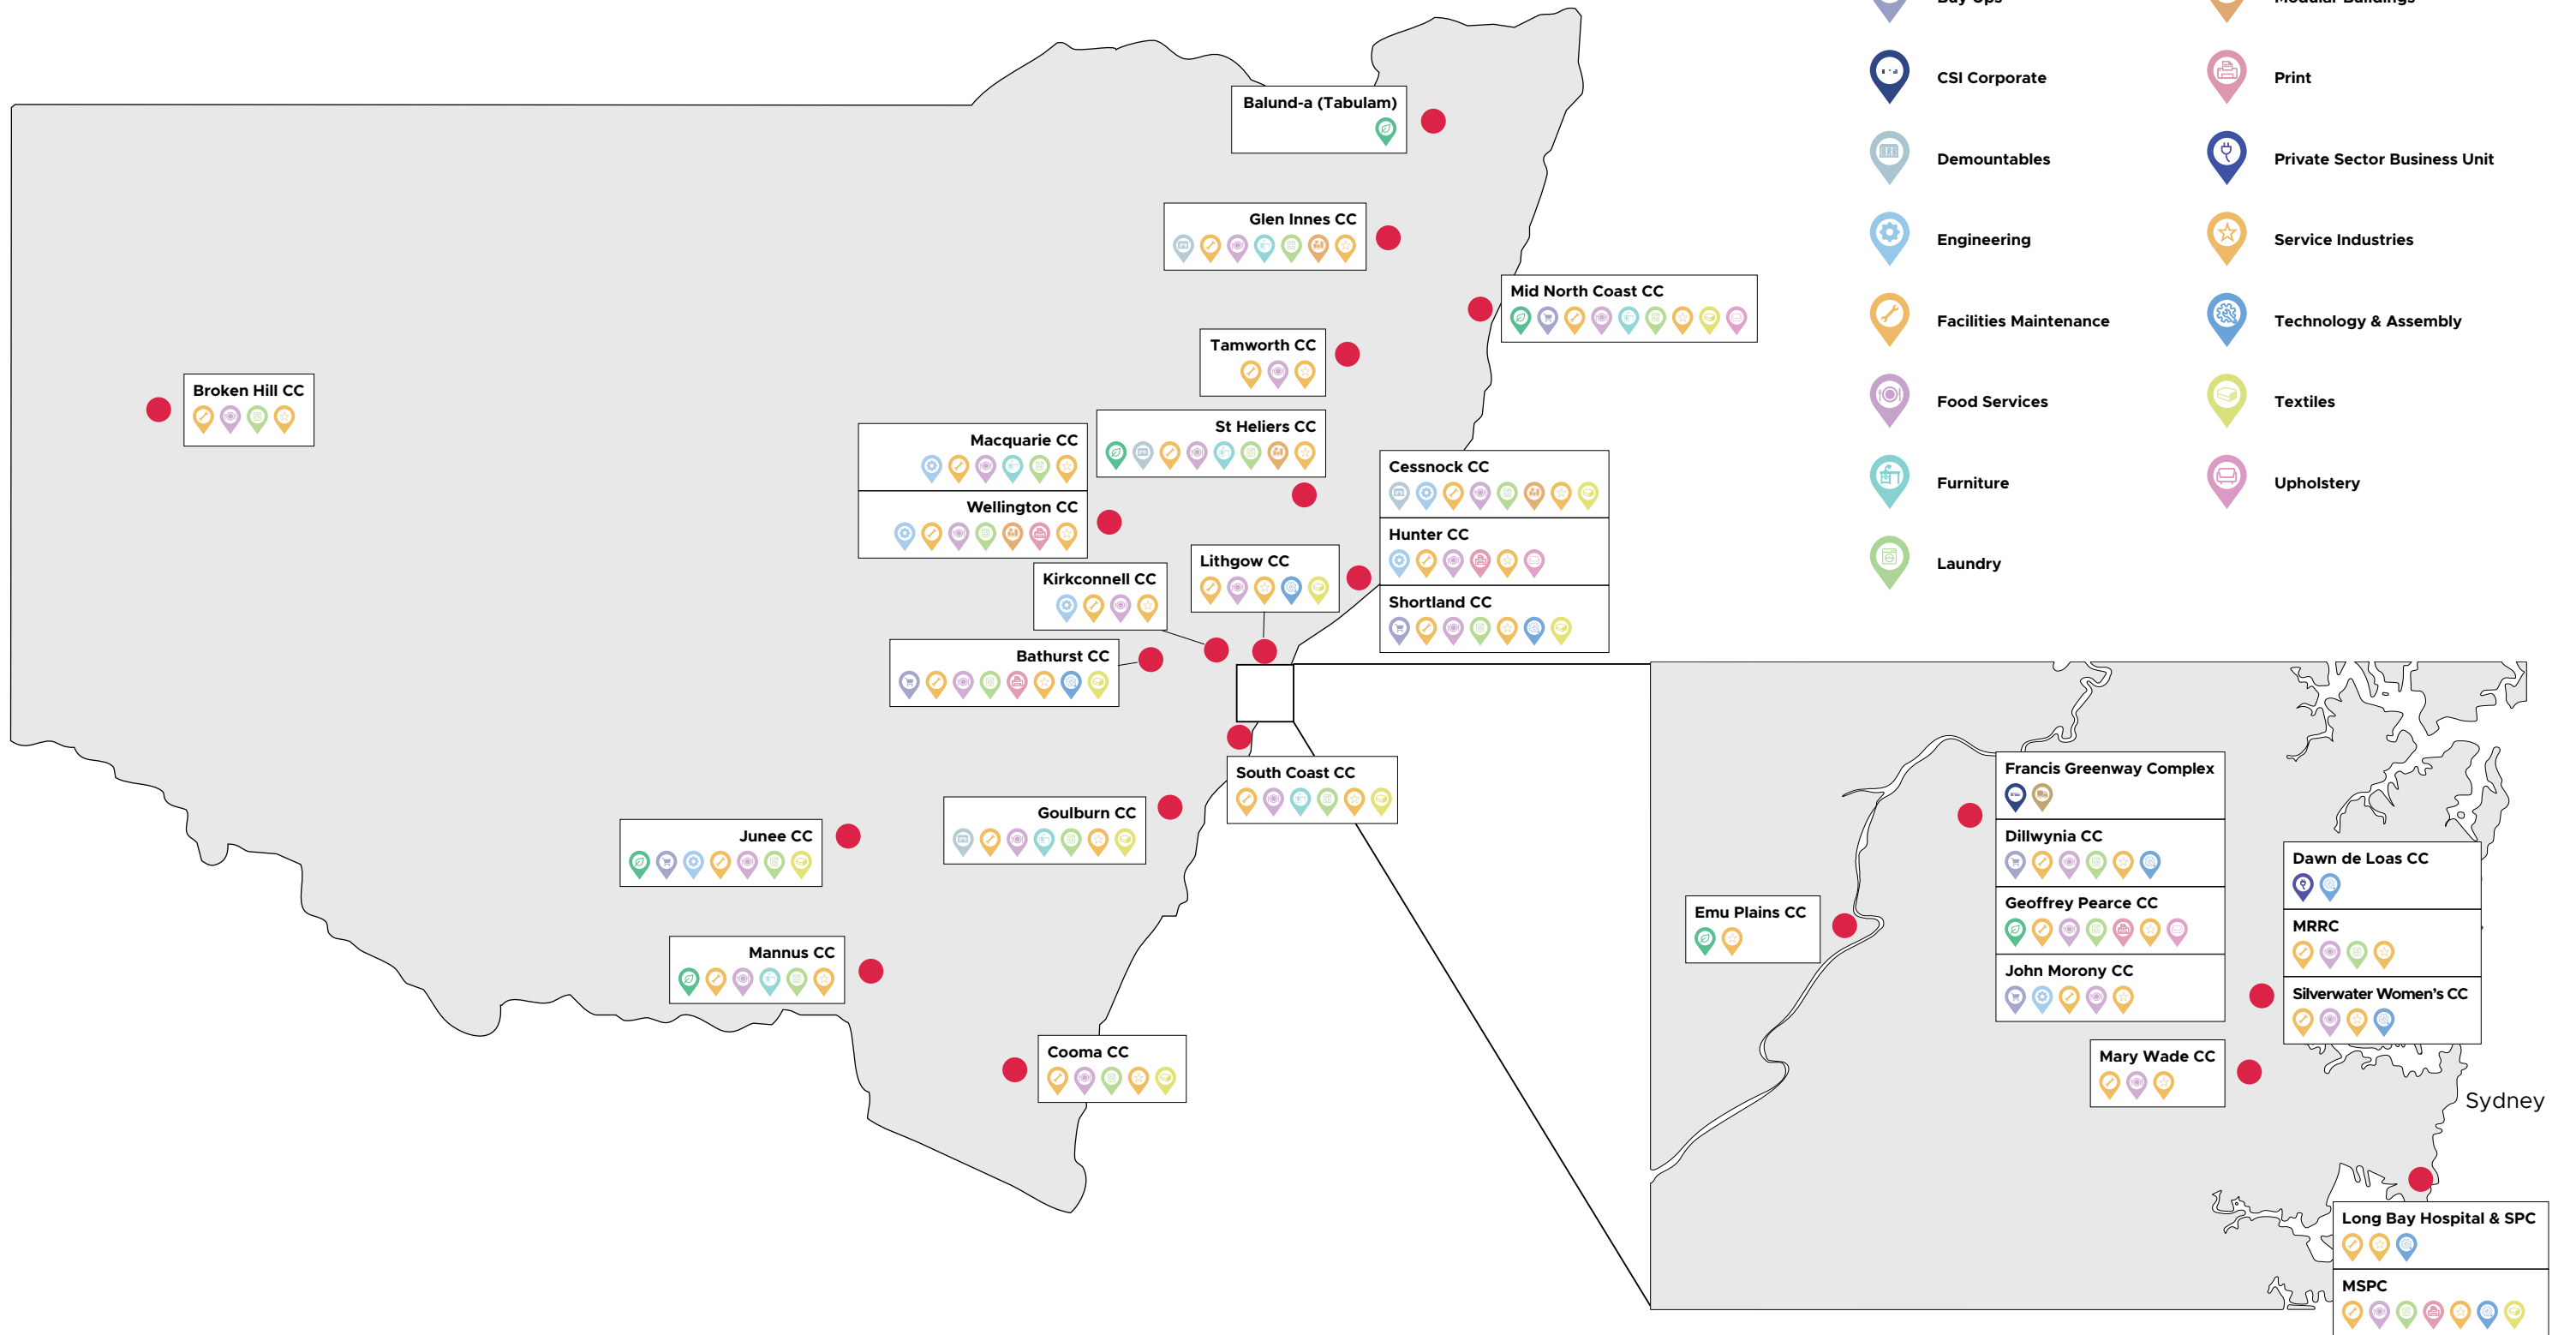 Buy Ups
Modular Buildings
CSI Corporate
Print
Demountables
Private Sector Business Unit
Engineering
Service Industries
Facilities Maintenance
Technology & Assembly
Food Services
Textiles
Furniture
Upholstery
Laundry
Balund-a (Tabulam)
Glen Innes CC
Mid North Coast CC
Tamworth CC
Broken Hill CC
St Heliers CC
Macquarie CC
Wellington CC
Cessnock CC
Hunter CC
Shortland CC
Lithgow CC
Kirkconnell CC
Bathurst CC
South Coast CC
Goulburn CC
Junee CC
Mannus CC
Cooma CC
Francis Greenway Complex
Dillwynia CC
Geoffrey Pearce CC
John Morony CC
Emu Plains CC
Dawn de Loas CC
MRRC
Silverwater Women's CC
Mary Wade CC
Sydney
Long Bay Hospital & SPC
MSPC